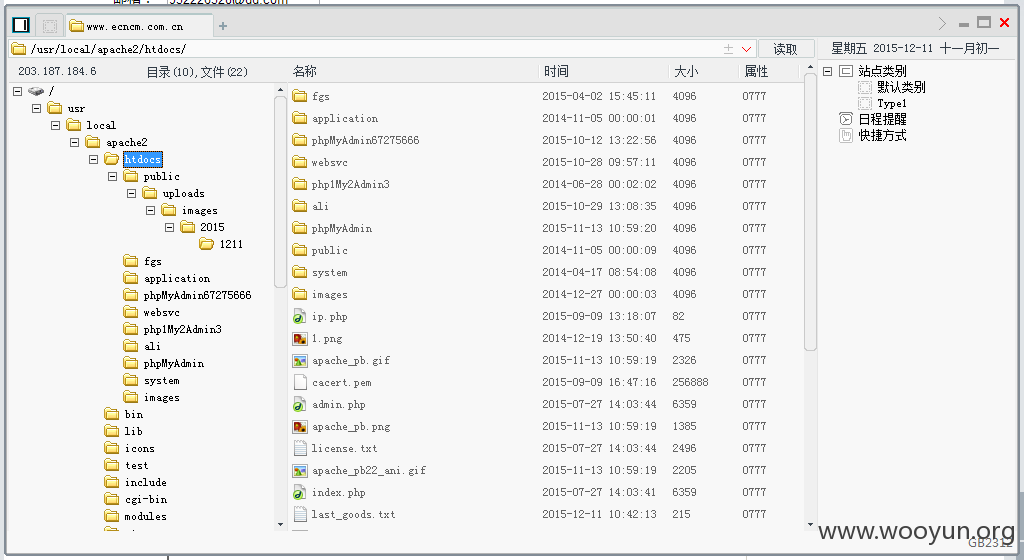 www.ecncm.com.cn
/usr/local/apache2/htdocs/ 读取 星期五 2015-12-11 十一月初一
203.187.184.6 目录(10),文件(22) 名称 时间 大小 属性
/
usr
local
apache2
htdocs
public
uploads
images
2015
1211
fgs
application
phpMyAdmin67275666
websvc
php1My2Admin3
ali
phpMyAdmin
system
images
bin
lib
icons
test
include
cgi-bin
modules
fgs 2015-04-02 15:45:11 4096 0777
application 2014-11-05 00:00:01 4096 0777
phpMyAdmin67275666 2015-10-12 13:22:56 4096 0777
websvc 2015-10-28 09:57:11 4096 0777
php1My2Admin3 2014-06-28 00:02:02 4096 0777
ali 2015-10-29 13:08:35 4096 0777
phpMyAdmin 2015-11-13 10:59:20 4096 0777
public 2014-11-05 00:00:09 4096 0777
system 2014-04-17 08:54:08 4096 0777
images 2014-12-27 00:00:03 4096 0777
ip.php 2015-09-09 13:18:07 82 0777
1.png 2014-12-19 13:50:40 475 0777
apache_pb.gif 2015-11-13 10:59:19 2326 0777
cacert.pem 2015-09-09 16:47:16 256888 0777
admin.php 2015-07-27 14:03:44 6359 0777
apache_pb.png 2015-11-13 10:59:19 1385 0777
license.txt 2015-07-27 14:03:44 2496 0777
apache_pb22_ani.gif 2015-11-13 10:59:19 2205 0777
index.php 2015-07-27 14:03:41 6359 0777
last_goods.txt 2015-12-11 10:42:13 215 0777
站点类别
默认类别
Type1
日程提醒
快捷方式
www.wooyun.org
GB2312